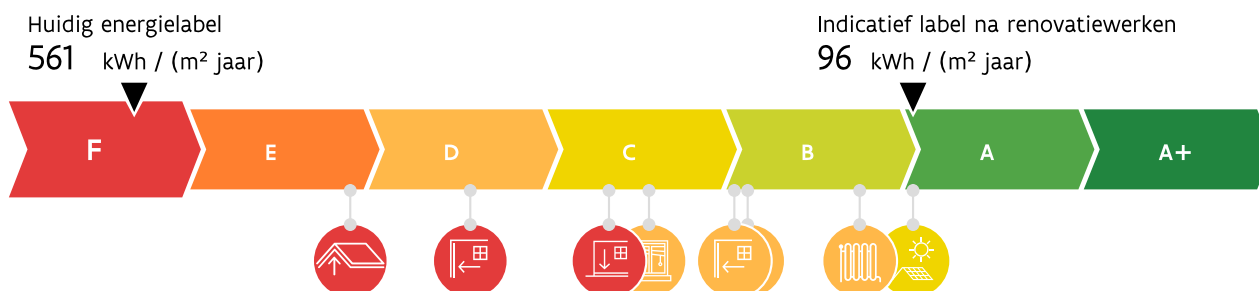 Huidig energielabel
561 kWh / (m² jaar)
Indicatief label na renovatiewerken
96 kWh / (m² jaar)
F E D C B A A+